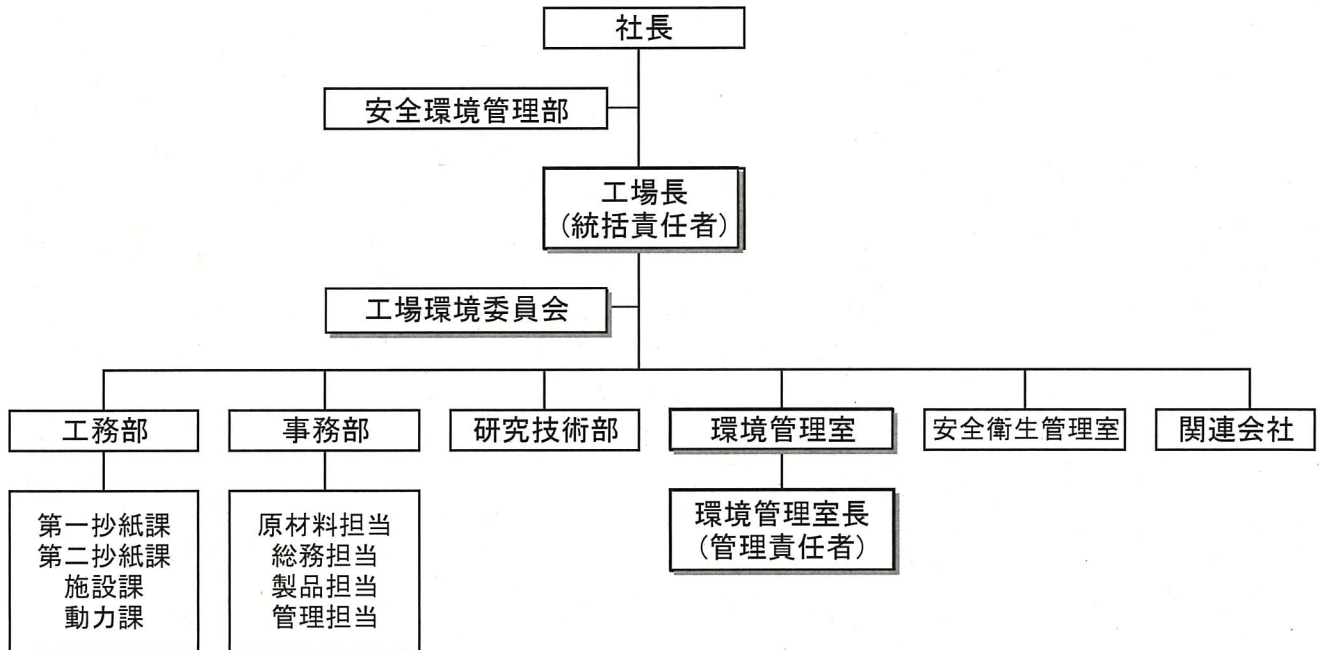 社長
安全環境管理部
工場長
(統括責任者)
工場環境委員会
工務部
事務部
研究技術部
環境管理室
安全衛生管理室
関連会社
第一抄紙課
第二抄紙課
施設課
動力課
原材料担当
総務担当
製品担当
管理担当
環境管理室長
(管理責任者)